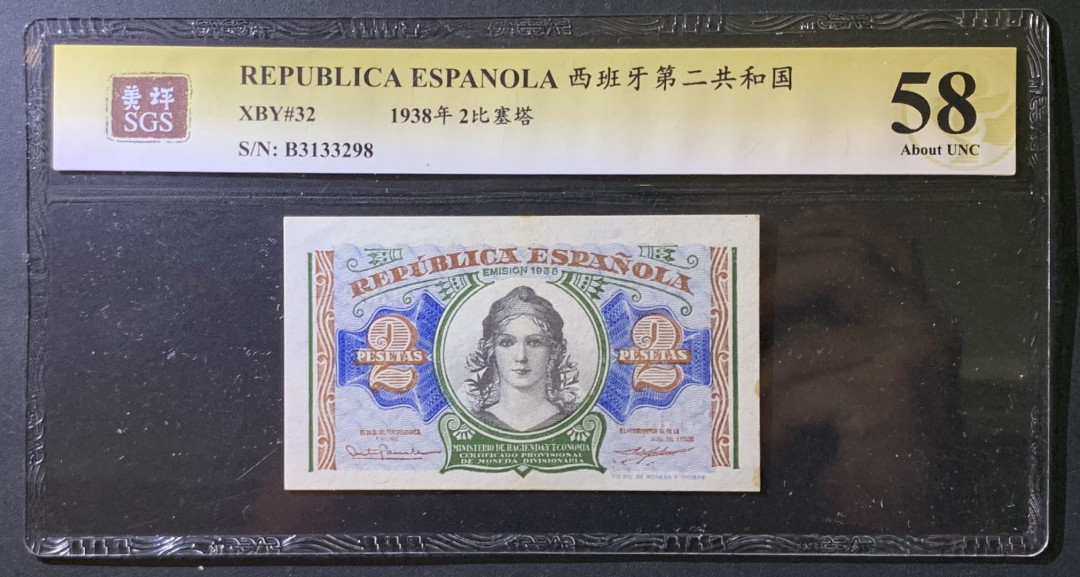 美评
SGS
REPUBLICA ESPANOLA 西班牙第二共和国
XBY#32 1938年 2比塞塔
S/N: B3133298
58
About UNC
REPÚBLICA ESPAÑOLA
EMISION 1938
2 PESETAS
2 PESETAS
MINISTERIO DE HACIENDA Y ECONOMIA
CERTIFICADO PROVISIONAL
DE MONEDA DIVISIONARIA